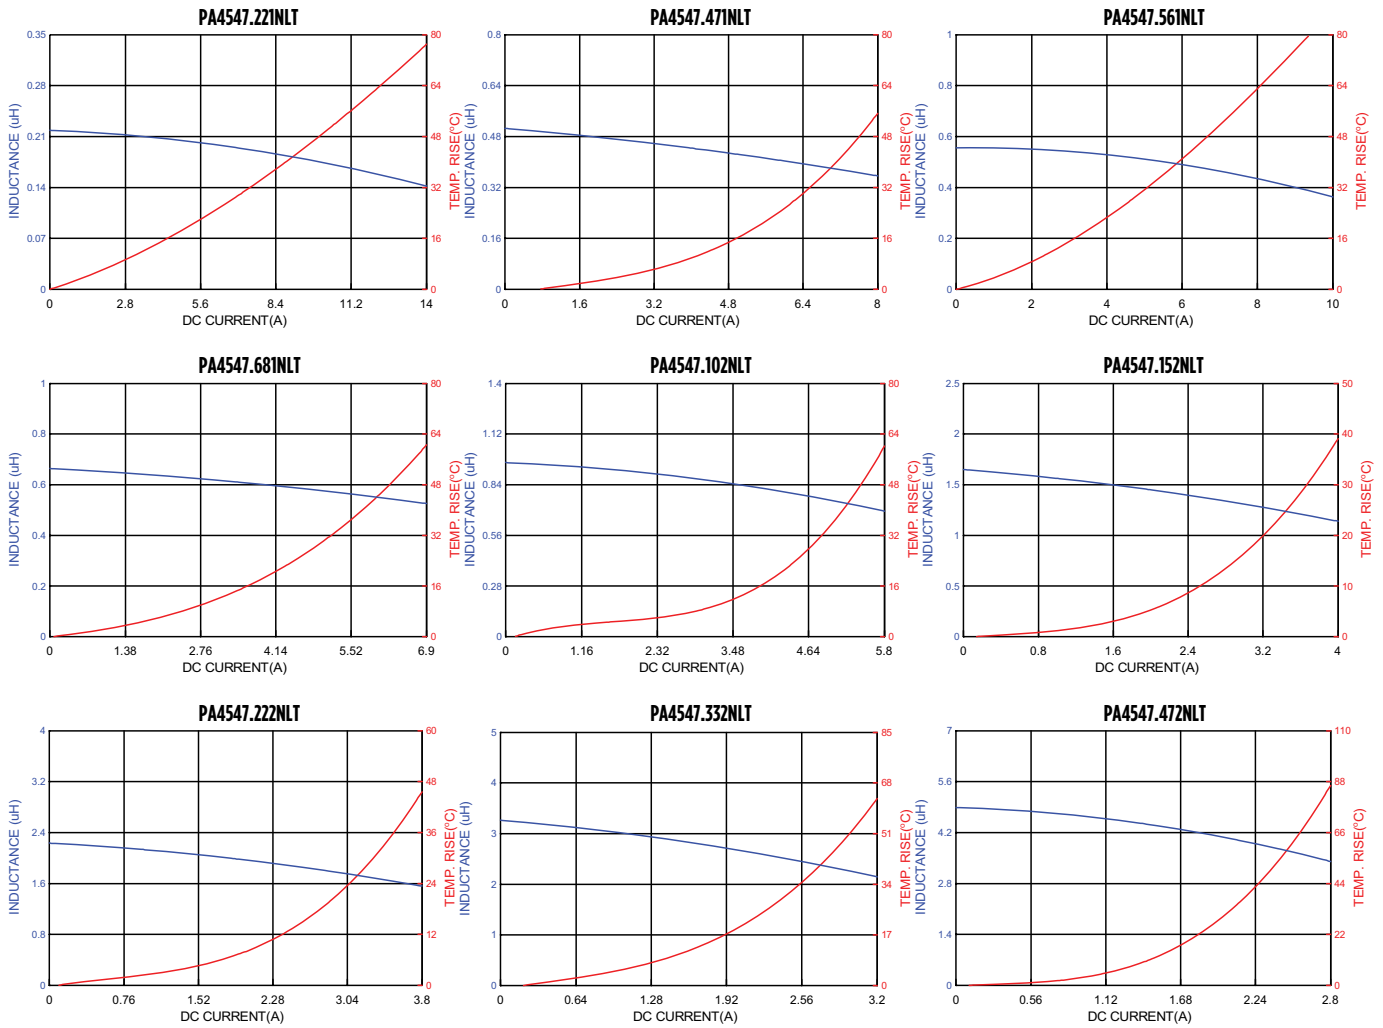 PA4547.221NLT
0.35
0.28
0.21
0.14
0.07
0
INDUCTANCE (uH)
80
64
48
32
16
0
TEMP. RISE(ºC)
0 2.8 5.6 8.4 11.2 14
DC CURRENT(A)
PA4547.471NLT
0.8
0.64
0.48
0.32
0.16
0
INDUCTANCE (uH)
80
64
48
32
16
0
TEMP. RISE(ºC)
0 1.6 3.2 4.8 6.4 8
DC CURRENT(A)
PA4547.561NLT
1
0.8
0.6
0.4
0.2
0
INDUCTANCE (uH)
80
64
48
32
16
0
TEMP. RISE(ºC)
0 2 4 6 8 10
DC CURRENT(A)
PA4547.681NLT
1
0.8
0.6
0.4
0.2
0
INDUCTANCE (uH)
80
64
48
32
16
0
TEMP. RISE(ºC)
0 1.38 2.76 4.14 5.52 6.9
DC CURRENT(A)
PA4547.102NLT
1.4
1.12
0.84
0.56
0.28
0
INDUCTANCE (uH)
80
64
48
32
16
0
TEMP. RISE(ºC)
0 1.16 2.32 3.48 4.64 5.8
DC CURRENT(A)
PA4547.152NLT
2.5
2
1.5
1
0.5
0
INDUCTANCE (uH)
50
40
30
20
10
0
TEMP. RISE(ºC)
0 0.8 1.6 2.4 3.2 4
DC CURRENT(A)
PA4547.222NLT
4
3.2
2.4
1.6
0.8
0
INDUCTANCE (uH)
60
48
36
24
12
0
TEMP. RISE(ºC)
0 0.76 1.52 2.28 3.04 3.8
DC CURRENT(A)
PA4547.332NLT
5
4
3
2
1
0
INDUCTANCE (uH)
85
68
51
34
17
0
TEMP. RISE(ºC)
0 0.64 1.28 1.92 2.56 3.2
DC CURRENT(A)
PA4547.472NLT
7
5.6
4.2
2.8
1.4
0
INDUCTANCE (uH)
110
88
66
44
22
0
TEMP. RISE(ºC)
0 0.56 1.12 1.68 2.24 2.8
DC CURRENT(A)